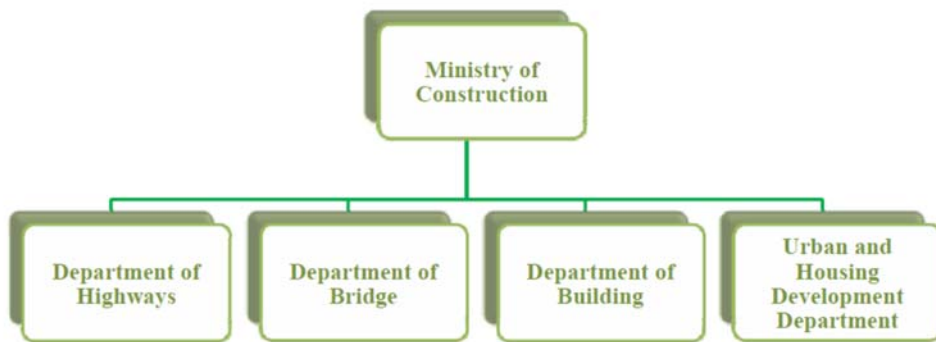 Ministry of
Construction
Department of
Highways
Department of
Bridge
Department of
Building
Urban and
Housing
Development
Department